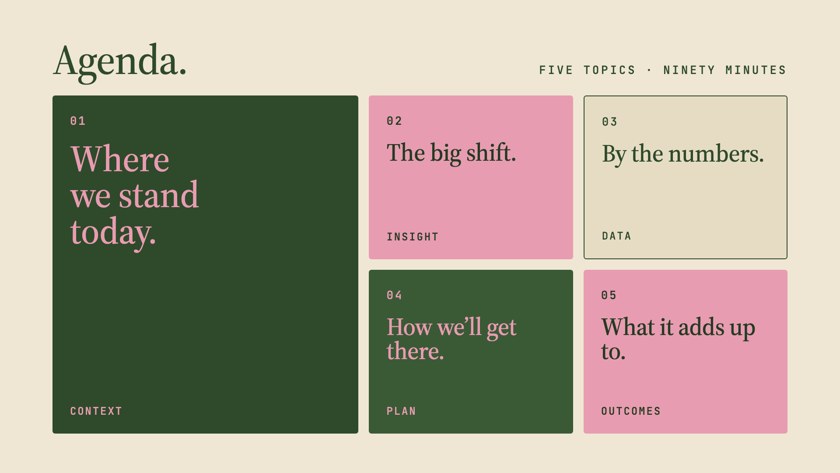 Agenda.
FIVE TOPICS · NINETY MINUTES
01
Where
we stand
today.
CONTEXT
02
The big shift.
INSIGHT
03
By the numbers.
DATA
04
How we’ll get
there.
PLAN
05
What it adds up
to.
OUTCOMES